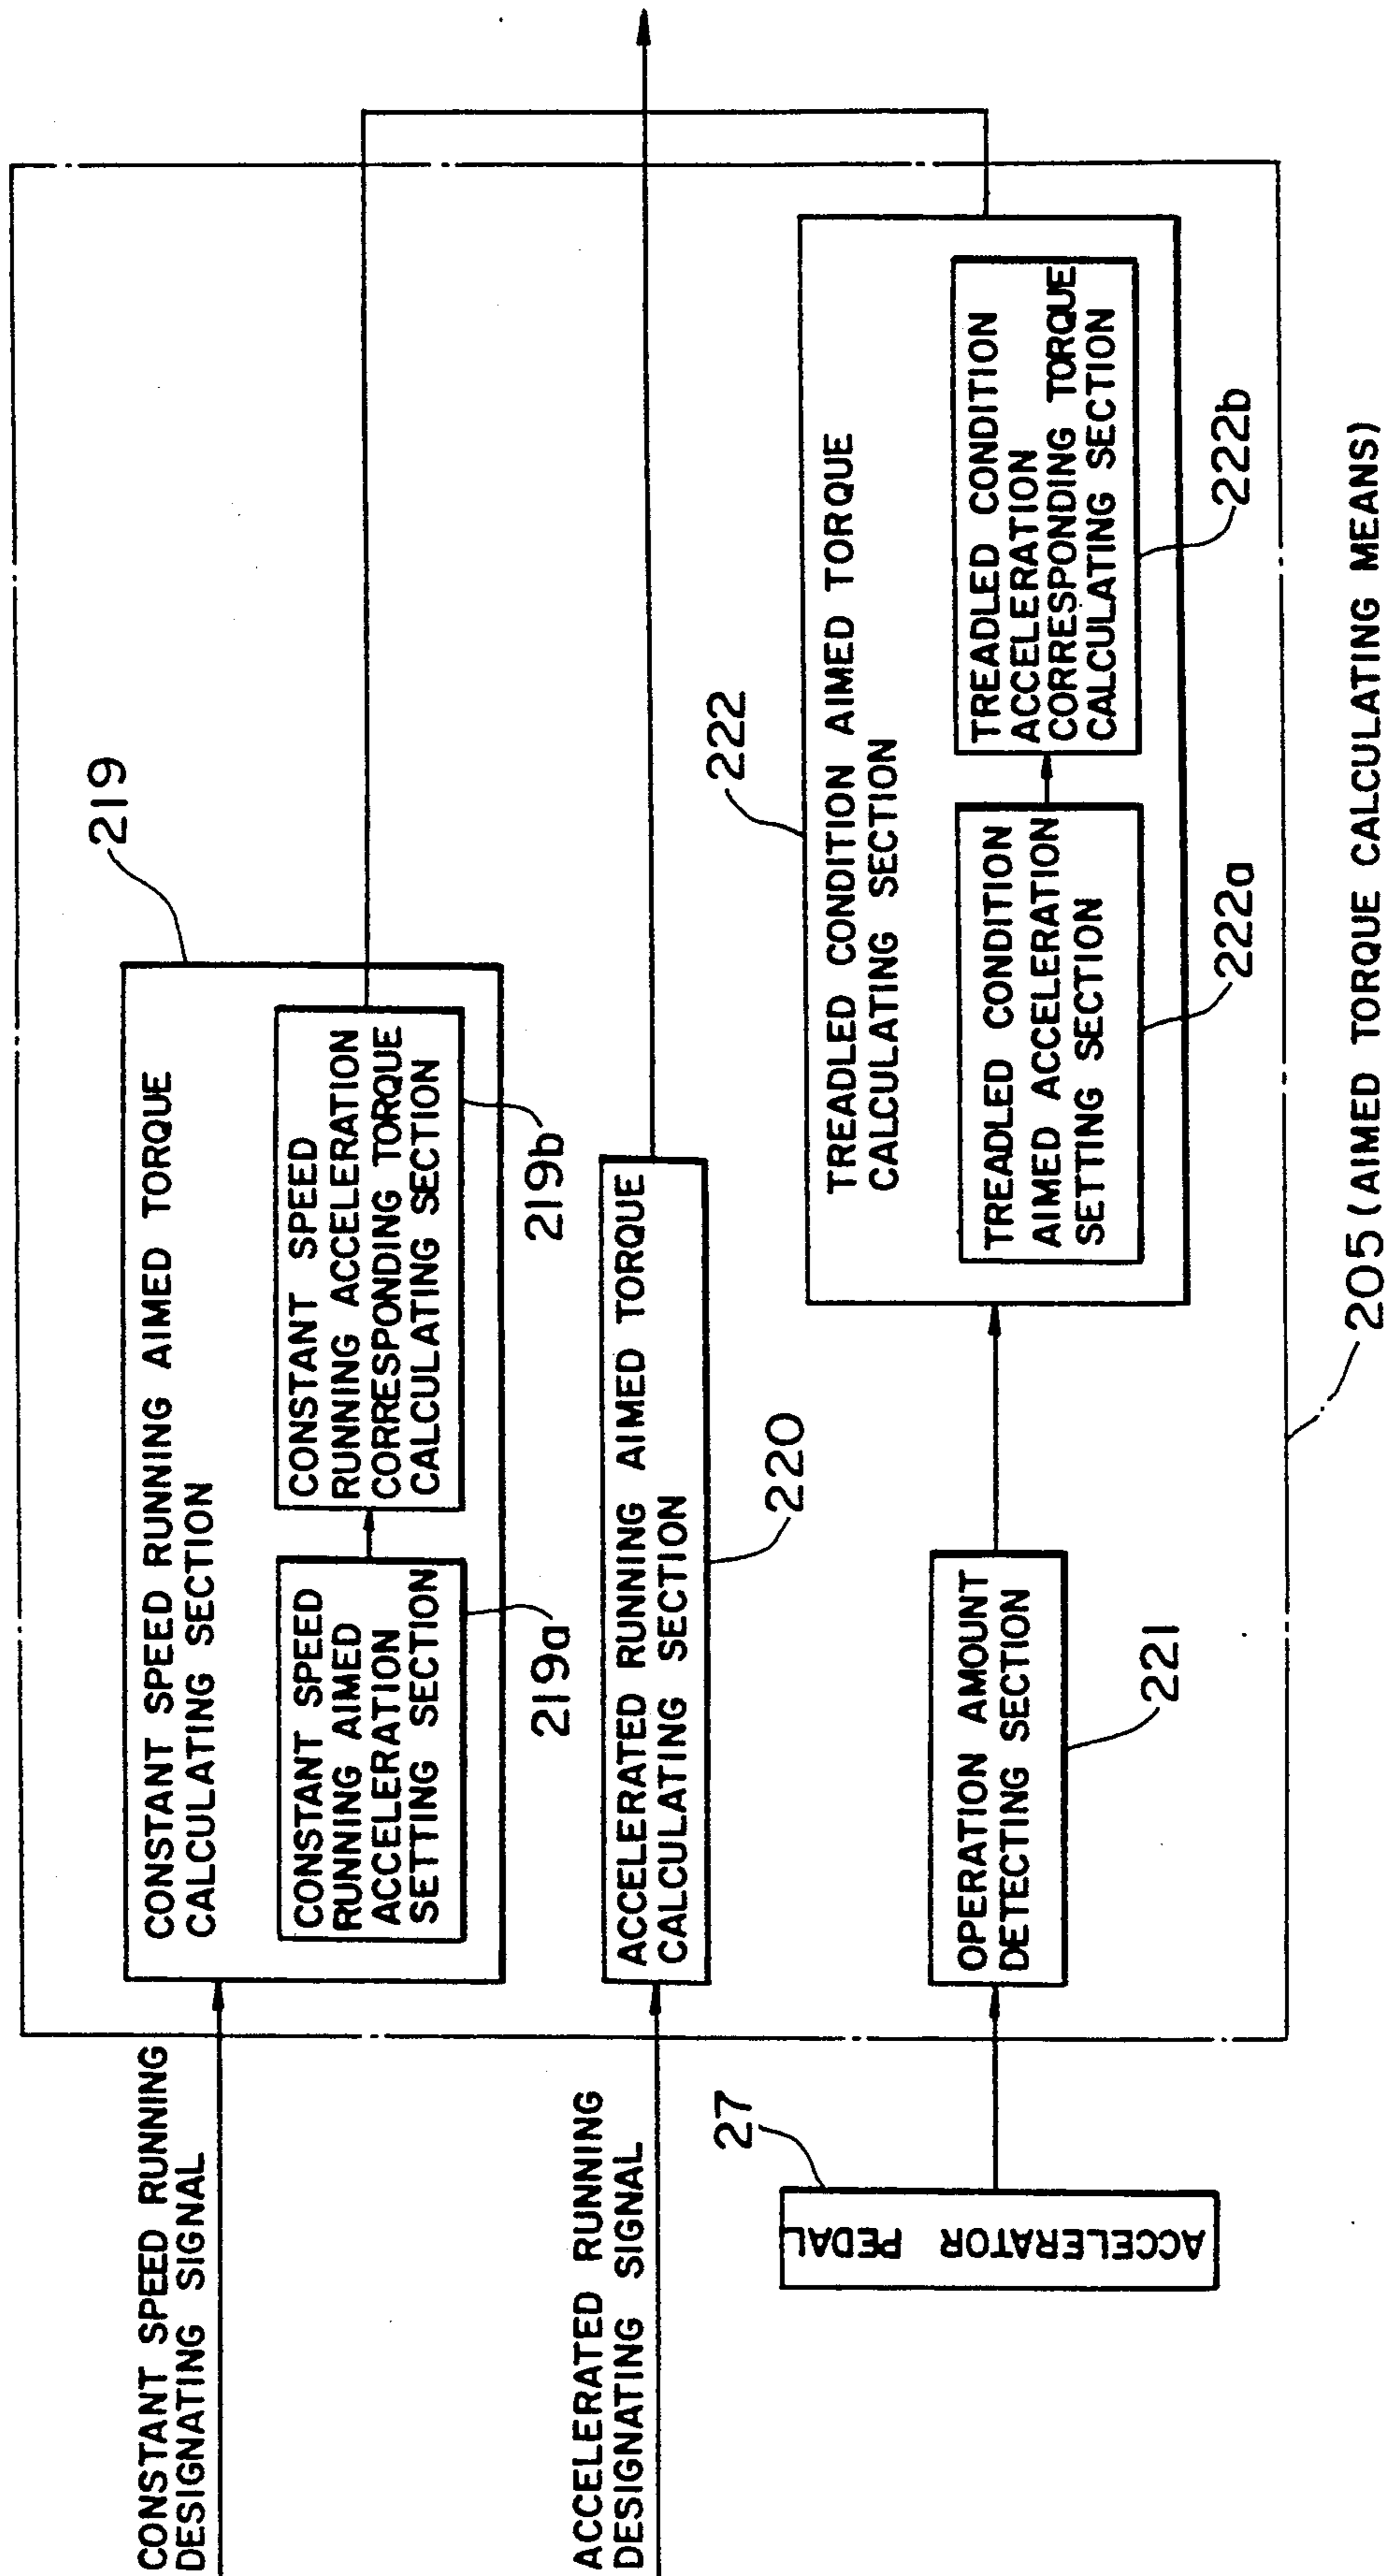 CONSTANT SPEED RUNNING
DESIGNATING SIGNAL
219
CONSTANT SPEED RUNNING AIMED TORQUE
CALCULATING SECTION
CONSTANT SPEED
RUNNING AIMED
ACCELERATION
SETTING SECTION
219a
CONSTANT SPEED
RUNNING ACCELERATION
CORRESPONDING TORQUE
CALCULATING SECTION
219b
ACCELERATED RUNNING
DESIGNATING SIGNAL
ACCELERATED RUNNING AIMED TORQUE
CALCULATING SECTION
220
27
ACCELERATOR PEDAL
OPERATION AMOUNT
DETECTING SECTION
221
222
TREADLED CONDITION AIMED TORQUE
CALCULATING SECTION
TREADLED CONDITION
AIMED ACCELERATION
SETTING SECTION
222a
TREADLED CONDITION
ACCELERATION
CORRESPONDING TORQUE
CALCULATING SECTION
222b
205 (AIMED TORQUE CALCULATING MEANS)